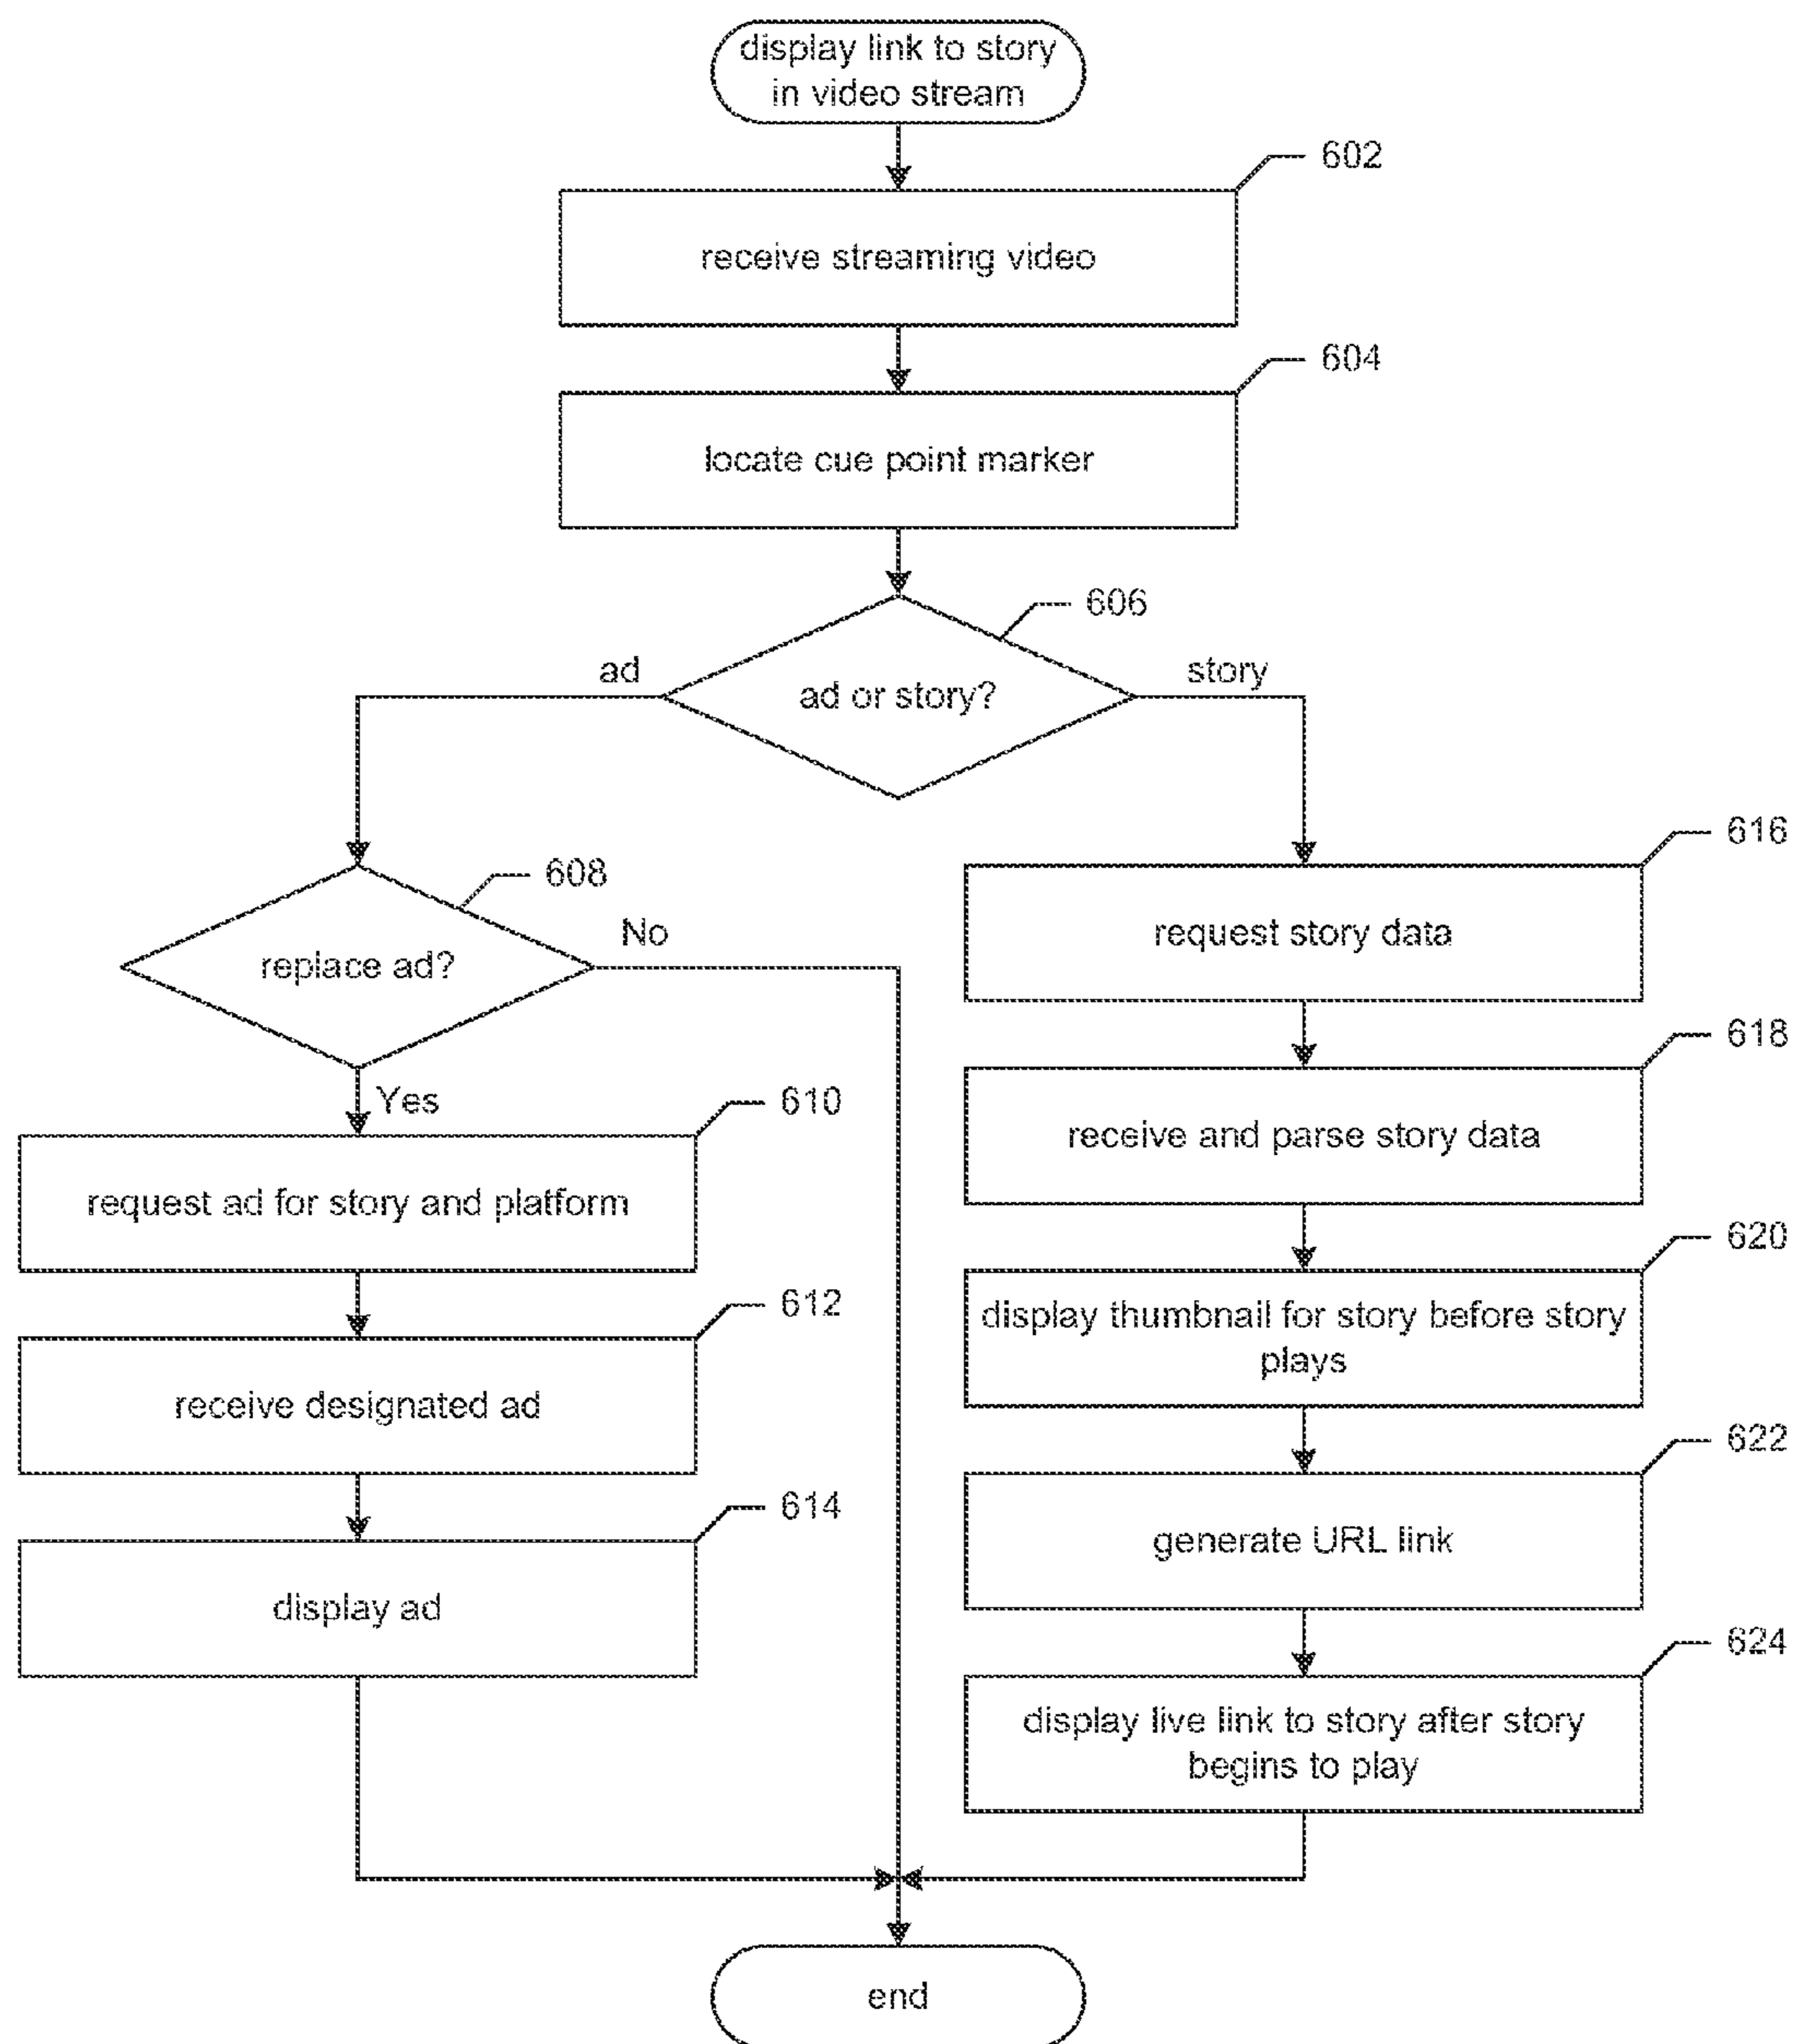 display link to story
in video stream
602
receive streaming video
604
locate cue point marker
606
ad
story
ad or story?
616
608
No
request story data
replace ad?
618
Yes
610
receive and parse story data
request ad for story and platform
620
612
display thumbnail for story before story
plays
receive designated ad
622
614
generate URL link
display ad
624
display live link to story after story
begins to play
end